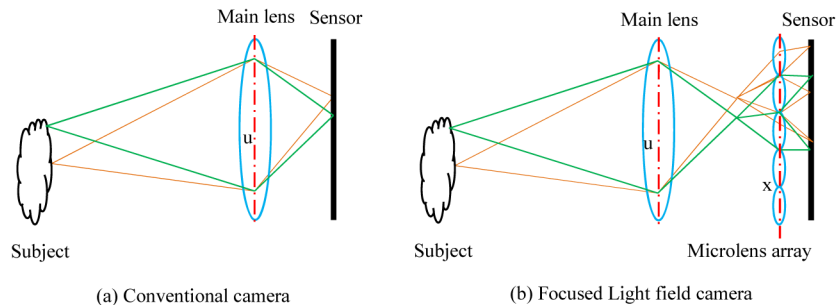 Main lens
Sensor
u
Subject
(a) Conventional camera
Main lens
Sensor
u
x
Subject
Microlens array
(b) Focused Light field camera